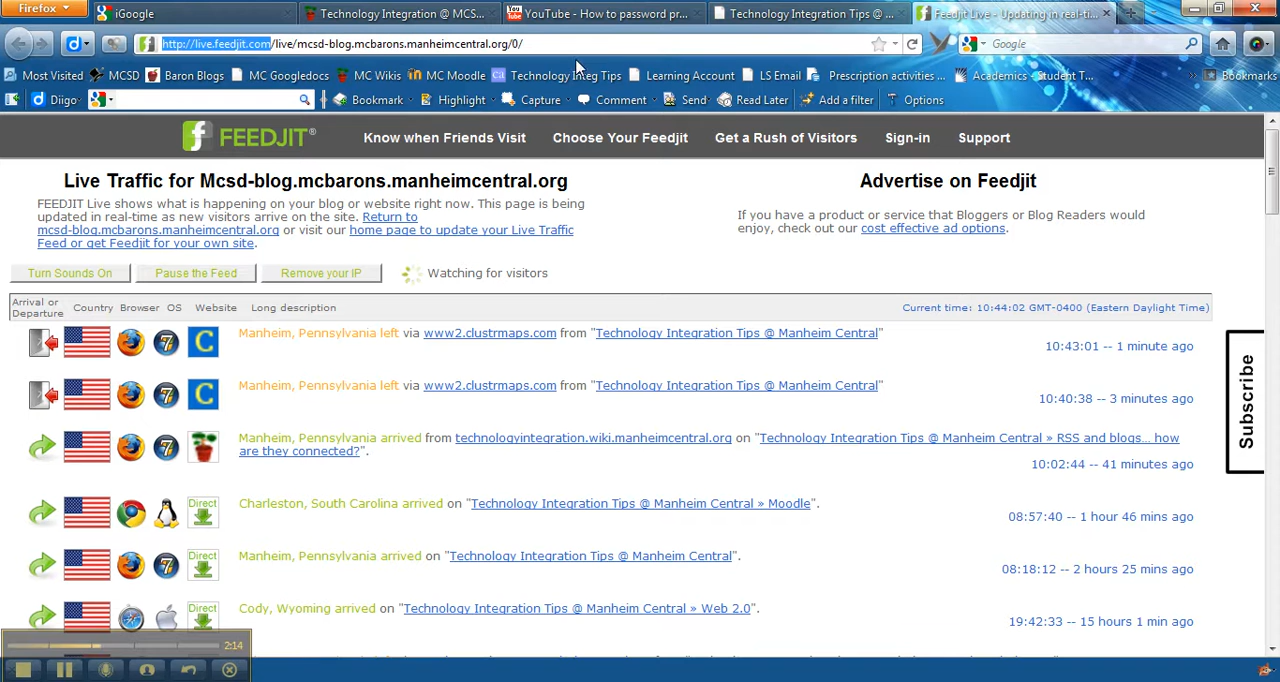 Firefox
iGoogle
Technology Integration @ MCS...
YouTube - How to password pr...
Technology Integration Tips @ ...
Feedjit Live - Updating in real-ti...
http://live.feedjit.com/live/mcsd-blog.mcbarons.manheimcentral.org/0/
Google
Most Visited MCSD Baron Blogs MC Googledocs MC Wikis MC Moodle Technology Integ Tips Learning Account LS Email Prescription activities ... Academics - Student T... Bookmarks
Diigo Bookmark Highlight Capture Comment Send Read Later Add a filter Options
FEEDJIT® Know when Friends Visit Choose Your Feedjit Get a Rush of Visitors Sign-in Support
Live Traffic for Mcsd-blog.mcbarons.manheimcentral.org
FEEDJIT Live shows what is happening on your blog or website right now. This page is being
updated in real-time as new visitors arrive on the site. Return to
mcsd-blog.mcbarons.manheimcentral.org or visit our home page to update your Live Traffic
Feed or get Feedjit for your own site.
Advertise on Feedjit
If you have a product or service that Bloggers or Blog Readers would
enjoy, check out our cost effective ad options.
Turn Sounds On Pause the Feed Remove your IP Watching for visitors
Arrival or
Departure Country Browser OS Website Long description Current time: 10:44:02 GMT-0400 (Eastern Daylight Time)
C Manheim, Pennsylvania left via www2.clustrmaps.com from "Technology Integration Tips @ Manheim Central"
10:43:01 -- 1 minute ago
C Manheim, Pennsylvania left via www2.clustrmaps.com from "Technology Integration Tips @ Manheim Central"
10:40:38 -- 3 minutes ago
Manheim, Pennsylvania arrived from technologyintegration.wiki.manheimcentral.org on "Technology Integration Tips @ Manheim Central » RSS and blogs... how
are they connected?".
10:02:44 -- 41 minutes ago
Direct Charleston, South Carolina arrived on "Technology Integration Tips @ Manheim Central » Moodle".
08:57:40 -- 1 hour 46 mins ago
Direct Manheim, Pennsylvania arrived on "Technology Integration Tips @ Manheim Central".
08:18:12 -- 2 hours 25 mins ago
Direct Cody, Wyoming arrived on "Technology Integration Tips @ Manheim Central » Web 2.0".
19:42:33 -- 15 hours 1 min ago
Subscribe
2:14